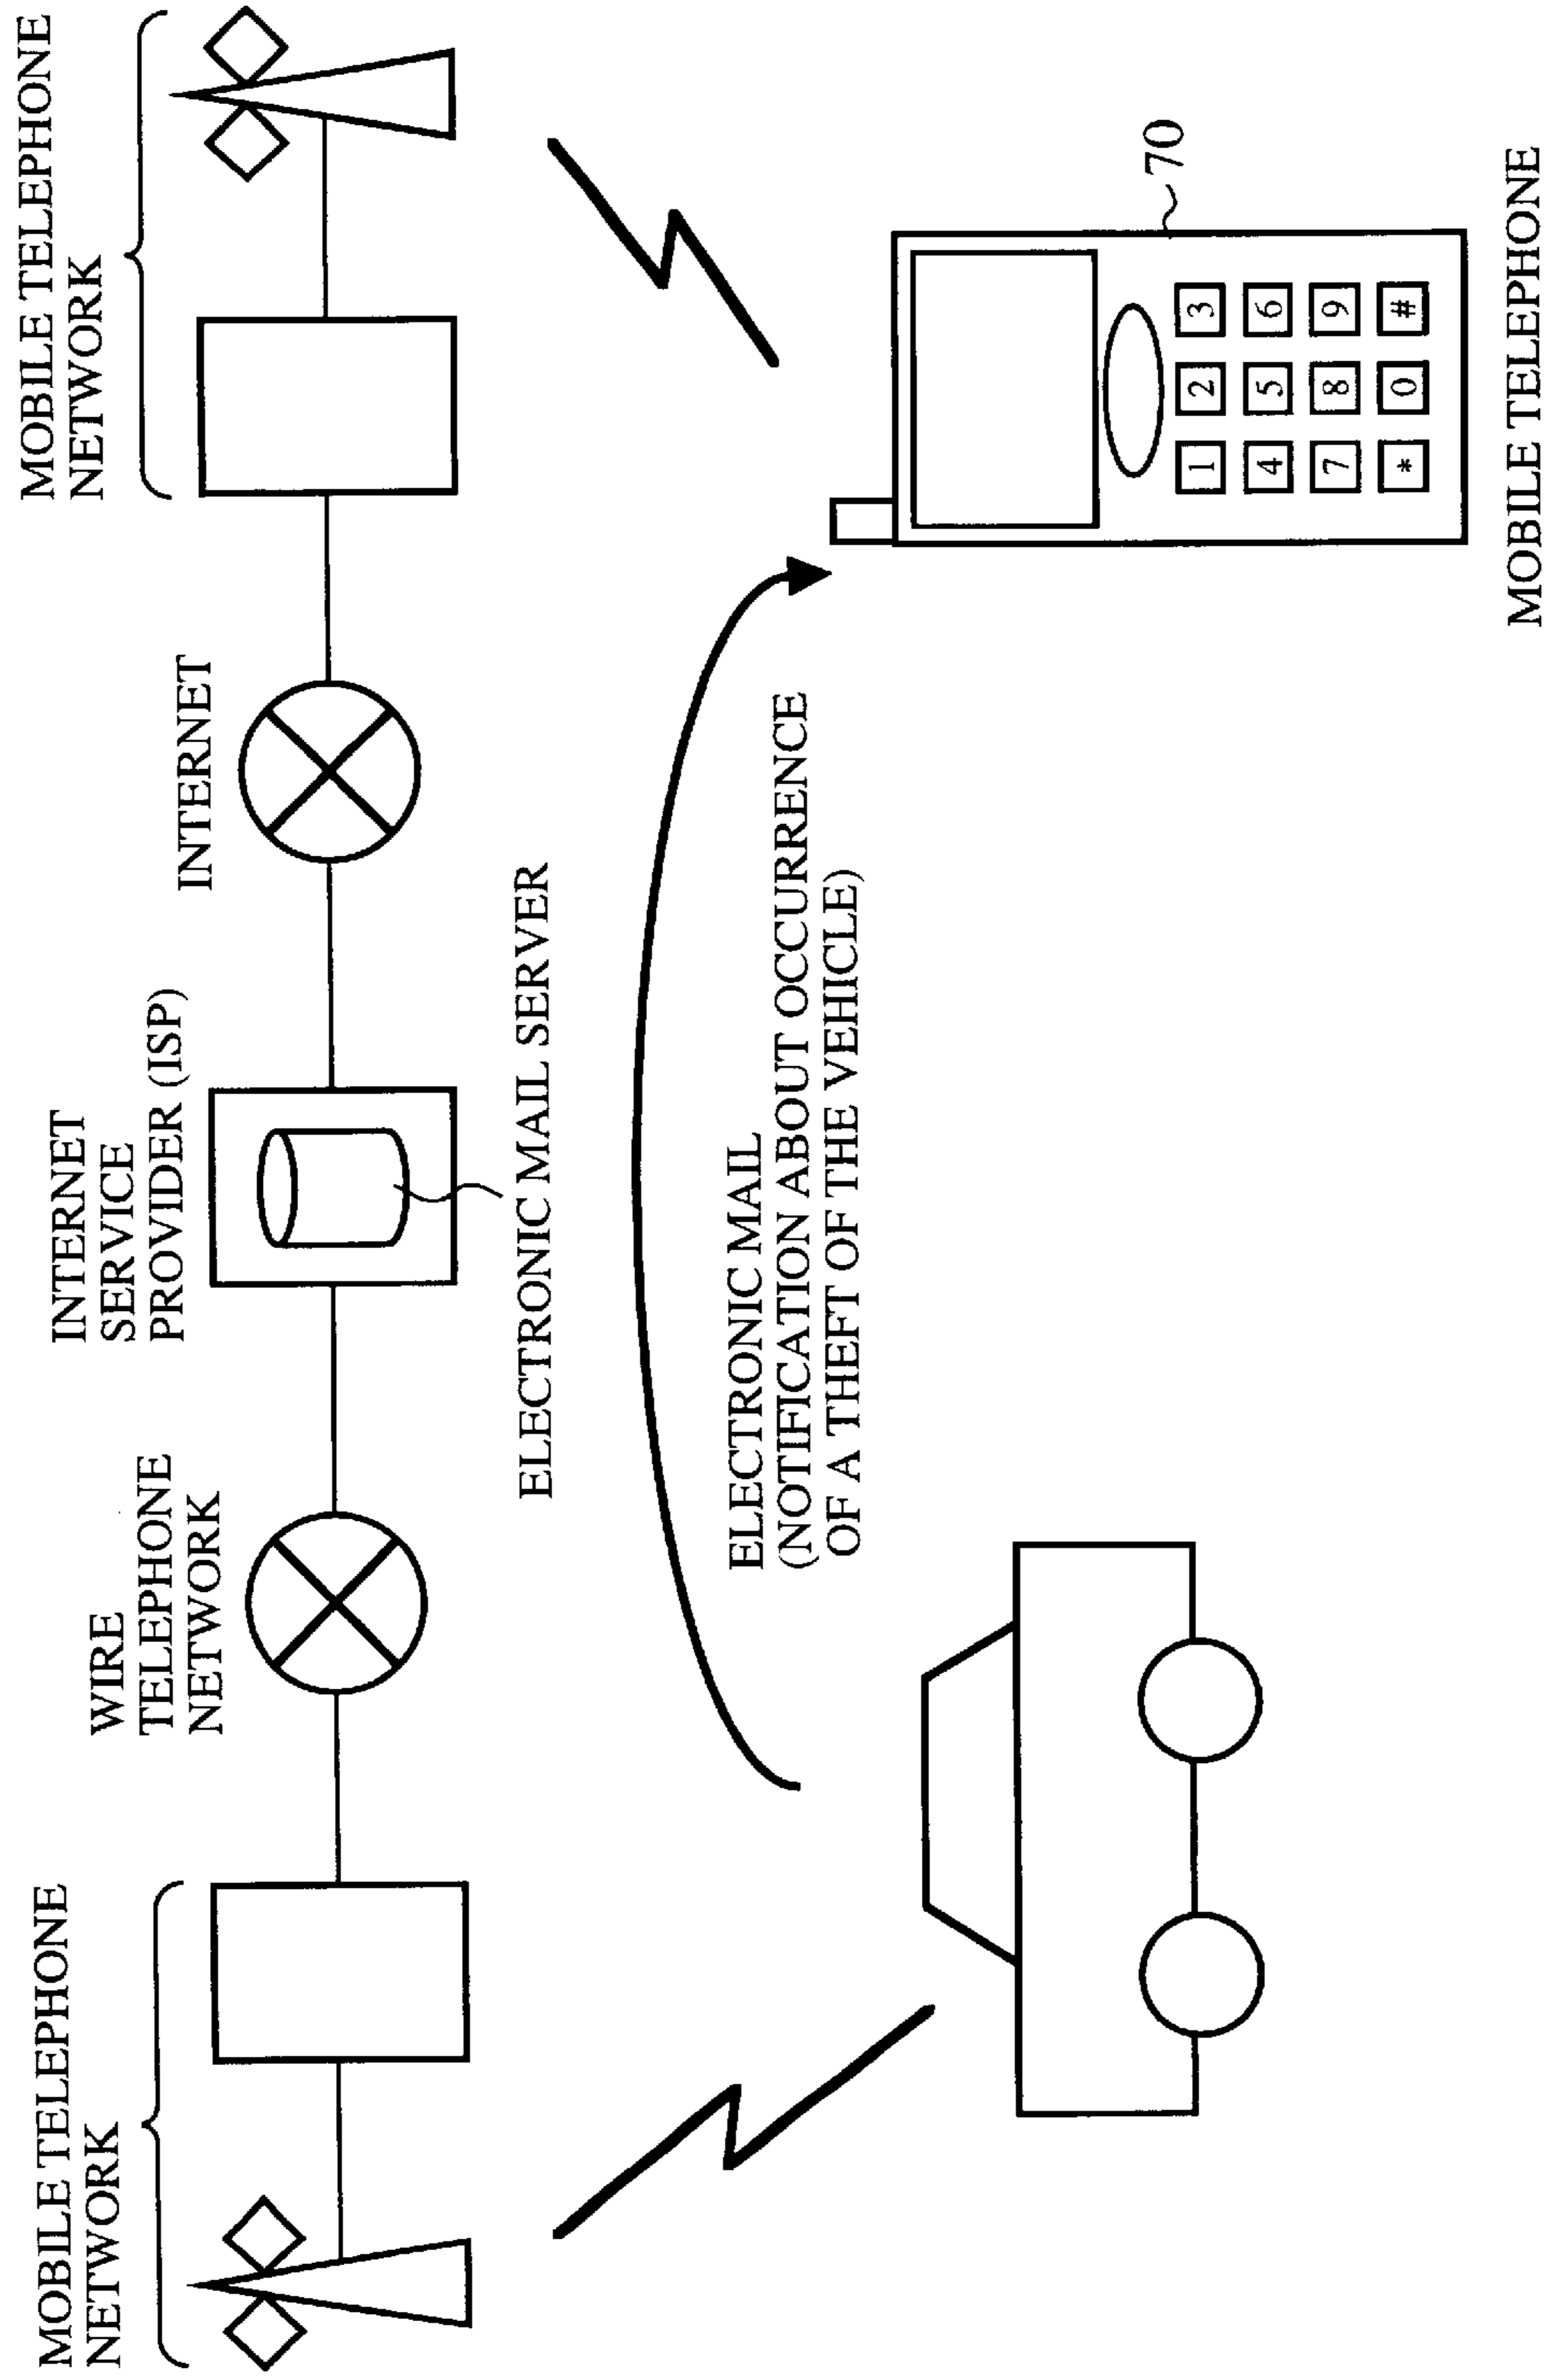 MOBILE TELEPHONE
NETWORK
WIRE
TELEPHONE
NETWORK
INTERNET
SERVICE
PROVIDER (ISP)
INTERNET
MOBILE TELEPHONE
NETWORK
ELECTRONIC MAIL SERVER
ELECTRONIC MAIL
(NOTIFICATION ABOUT OCCURRENCE
OF A THEFT OF THE VEHICLE)
70
1 2 3
4 5 6
7 8 9
* 0 #
MOBILE TELEPHONE